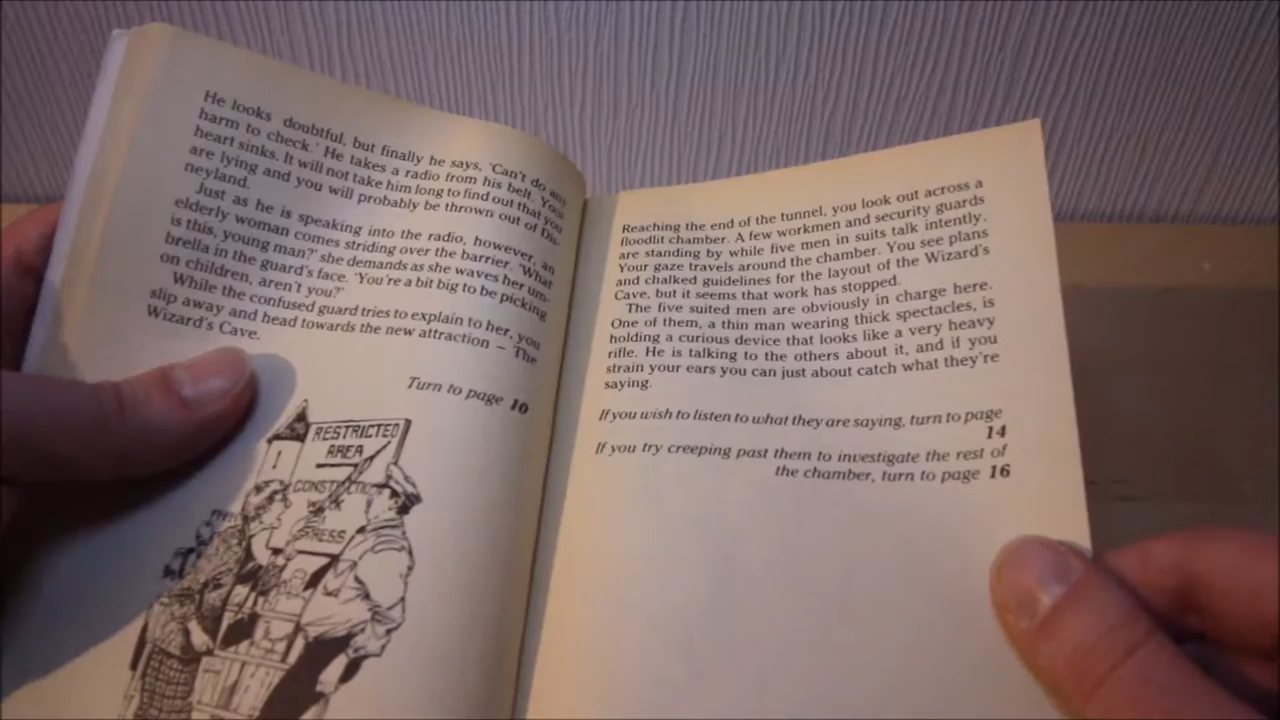 He looks doubtful, but finally he says, 'Can't do any
harm to check.' He takes a radio from his belt. Your
heart sinks. It will not take him long to find out that you
are lying and you will probably be thrown out of Dis-
neyland.
Just as he is speaking into the radio, however, an
elderly woman comes striding over the barrier. 'What
is this, young man?' she demands as she waves her um-
brella in the guard's face. 'You're a bit big to be picking
on children, aren't you?'
While the confused guard tries to explain to her, you
slip away and head towards the new attraction – The
Wizard's Cave.
Turn to page 10
RESTRICTED
AREA
Reaching the end of the tunnel, you look out across a
floodlit chamber. A few workmen and security guards
are standing by while five men in suits talk intently.
Your gaze travels around the chamber. You see plans
and chalked guidelines for the layout of the Wizard's
Cave, but it seems that work has stopped.
The five suited men are obviously in charge here.
One of them, a thin man wearing thick spectacles, is
holding a curious device that looks like a very heavy
rifle. He is talking to the others about it, and if you
strain your ears you can just about catch what they're
saying.
If you wish to listen to what they are saying, turn to page
14
If you try creeping past them to investigate the rest of
the chamber, turn to page 16